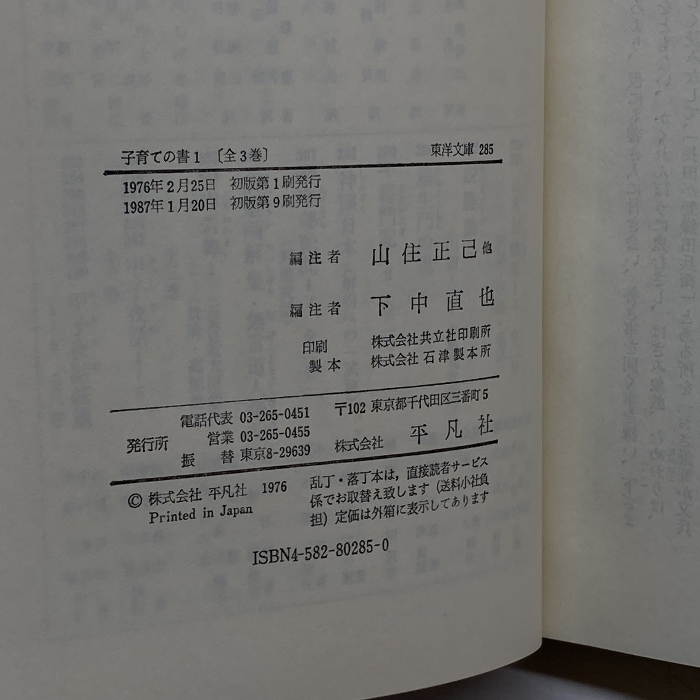 子育ての書1 〔全3巻〕 東洋文庫 285
1976年2月25日 初版第1刷発行
1987年1月20日 初版第9刷発行
編注者 山住正己他
編注者 下中直也
印刷 株式会社共立社印刷所
製本 株式会社石津製本所
発行所
電話代表 03-265-0451
営業 03-265-0455
振替 東京8-29639
〒102 東京都千代田区三番町5
株式会社 平凡社
© 株式会社 平凡社 1976
Printed in Japan
乱丁・落丁本は,直接読者サービス
係でお取替え致します(送料小社負
担) 定価は外箱に表示してあります
ISBN4-582-80285-0